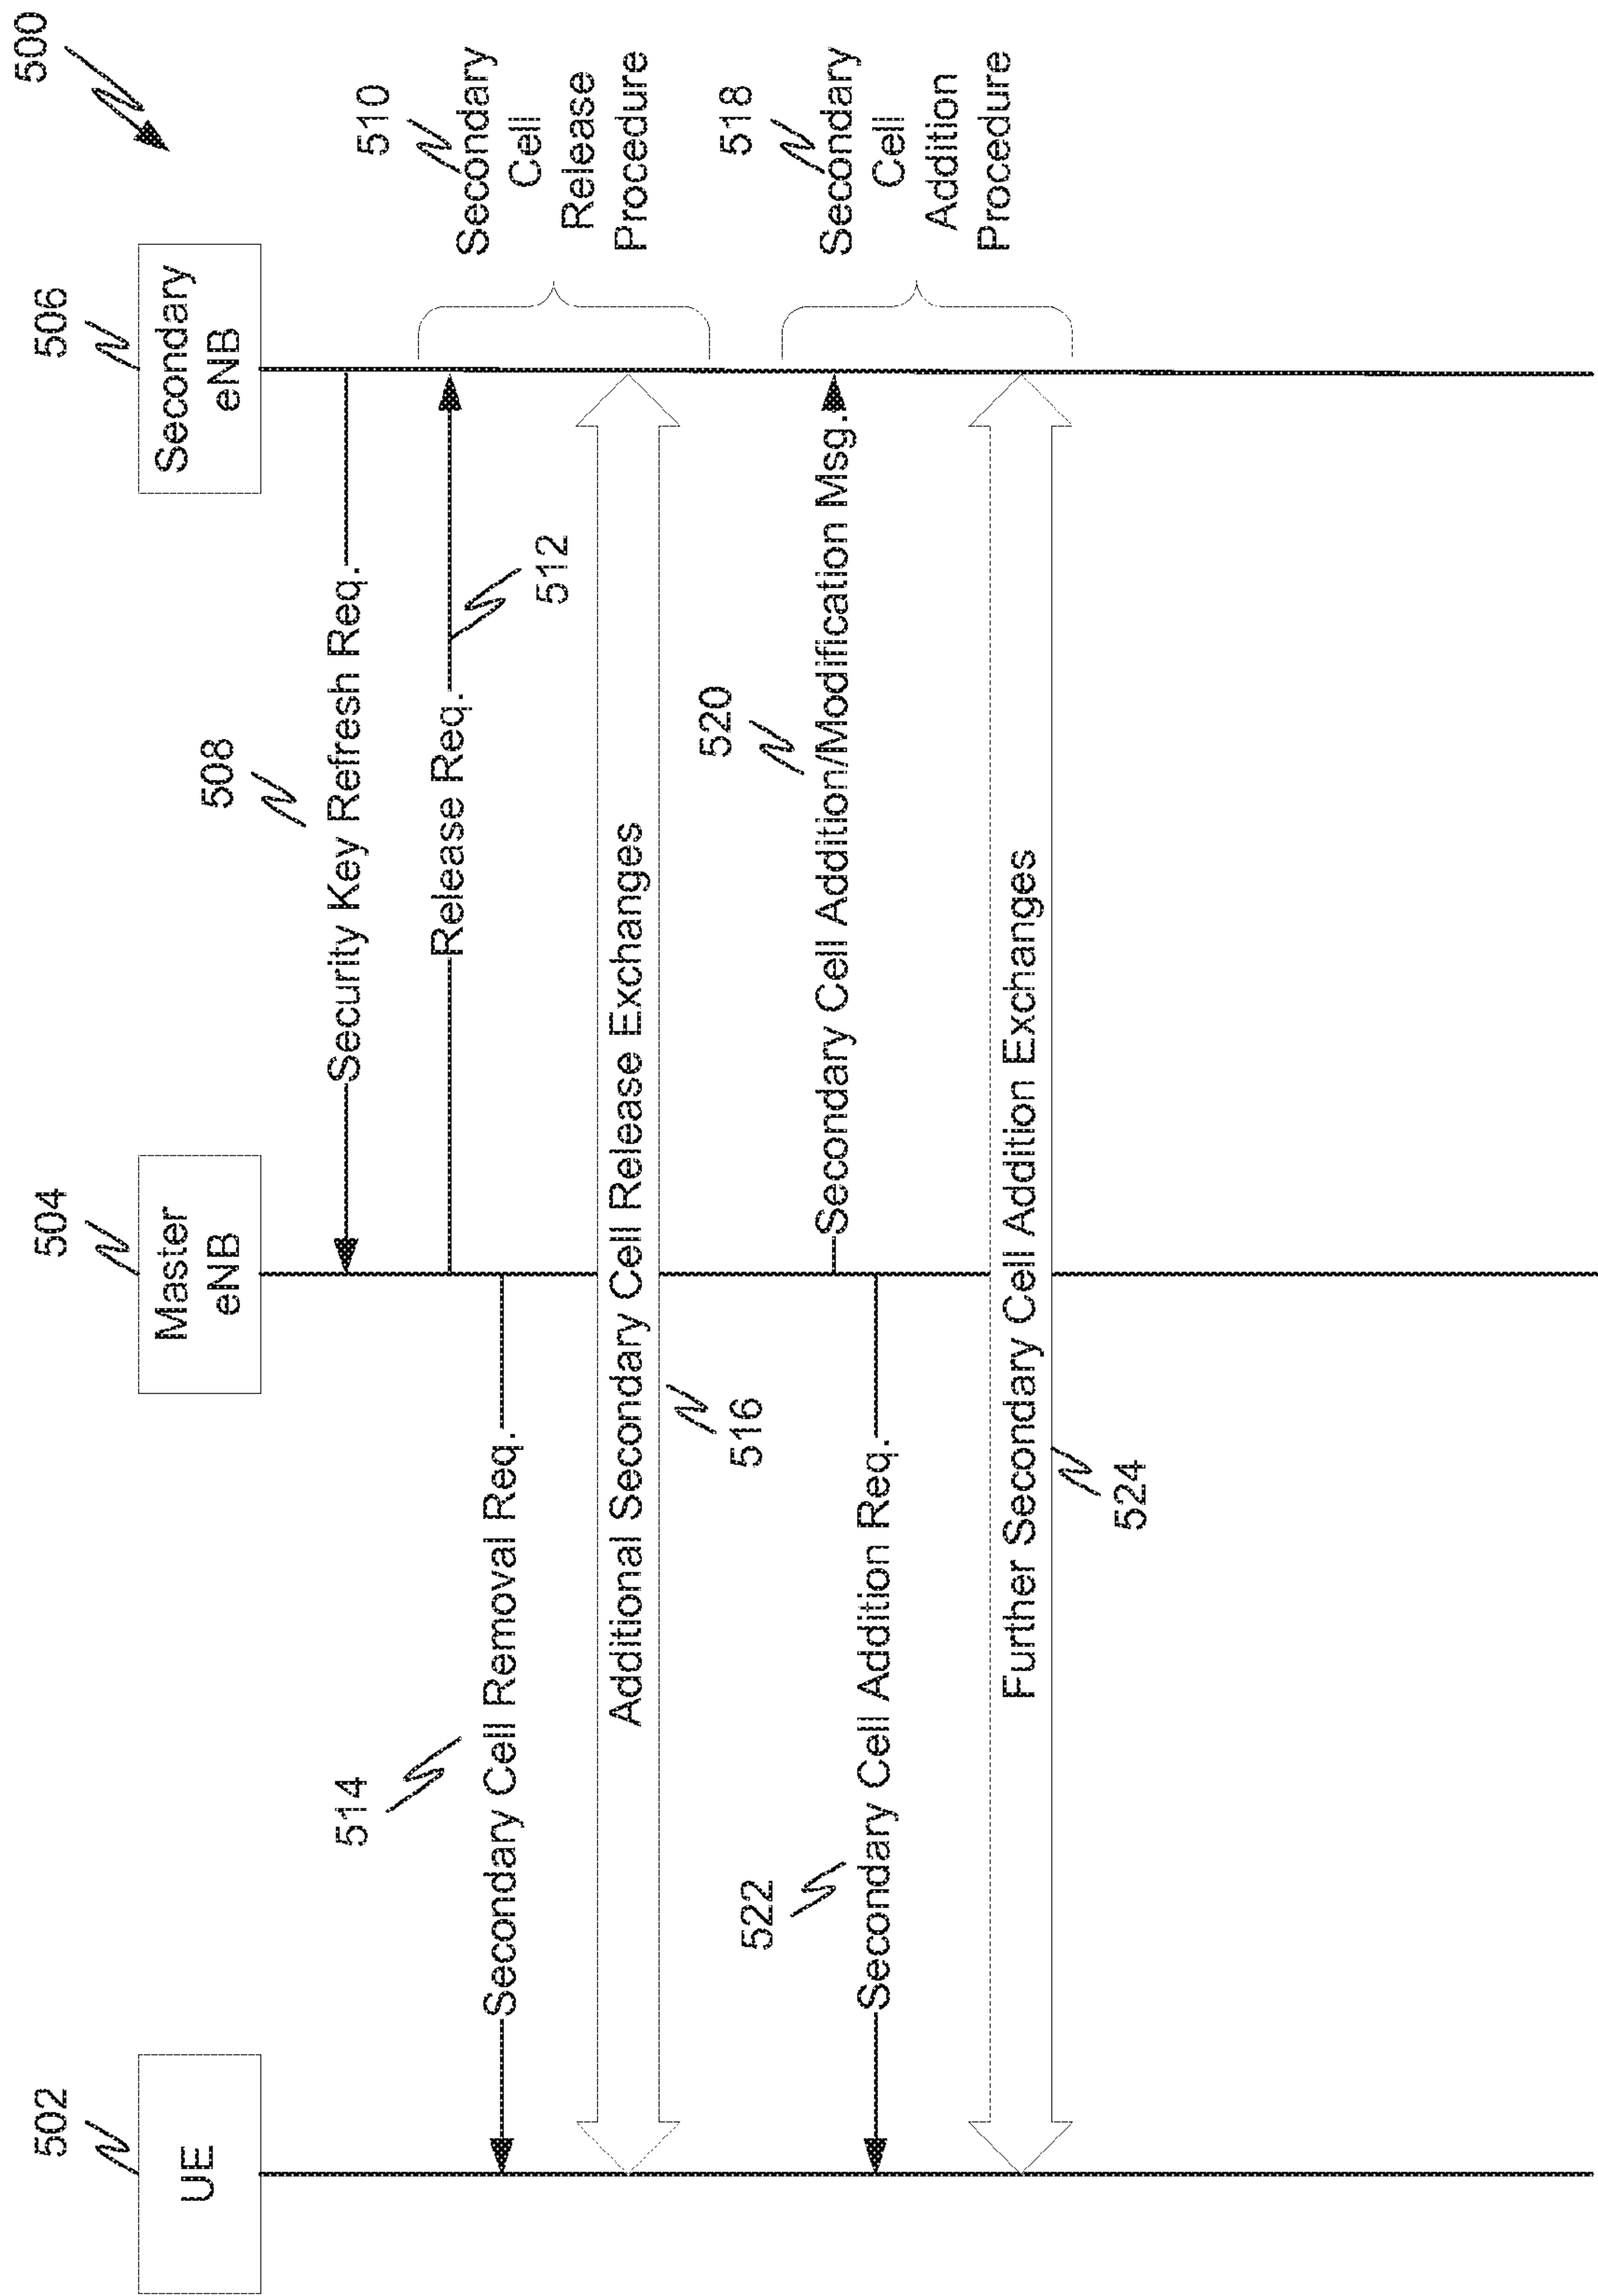 500
502
UE
504
Master
eNB
506
Secondary
eNB
508
Security Key Refresh Req.
Release Req.
512
514
Secondary Cell Removal Req.
Additional Secondary Cell Release Exchanges
516
510
Secondary
Cell
Release
Procedure
520
Secondary Cell Addition/Modification Msg.
522
Secondary Cell Addition Req.
Further Secondary Cell Addition Exchanges
524
518
Secondary
Cell
Addition
Procedure